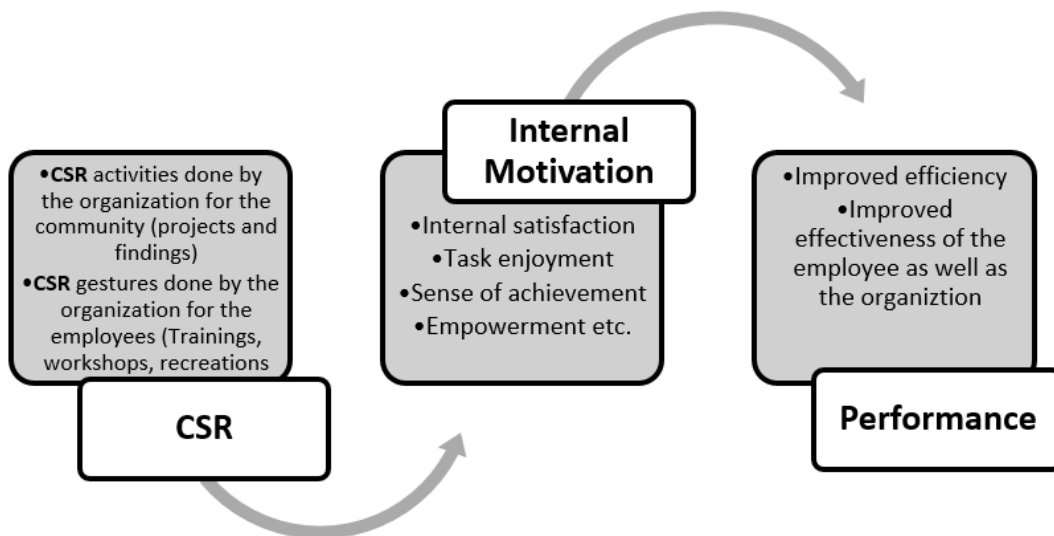 •CSR activities done by
the organization for the
community (projects and
findings)
•CSR gestures done by the
organization for the
employees (Trainings,
workshops, recreations
CSR
Internal
Motivation
•Internal satisfaction
•Task enjoyment
•Sense of achievement
•Empowerment etc.
•Improved efficiency
•Improved
effectiveness of the
employee as well as
the organiztion
Performance